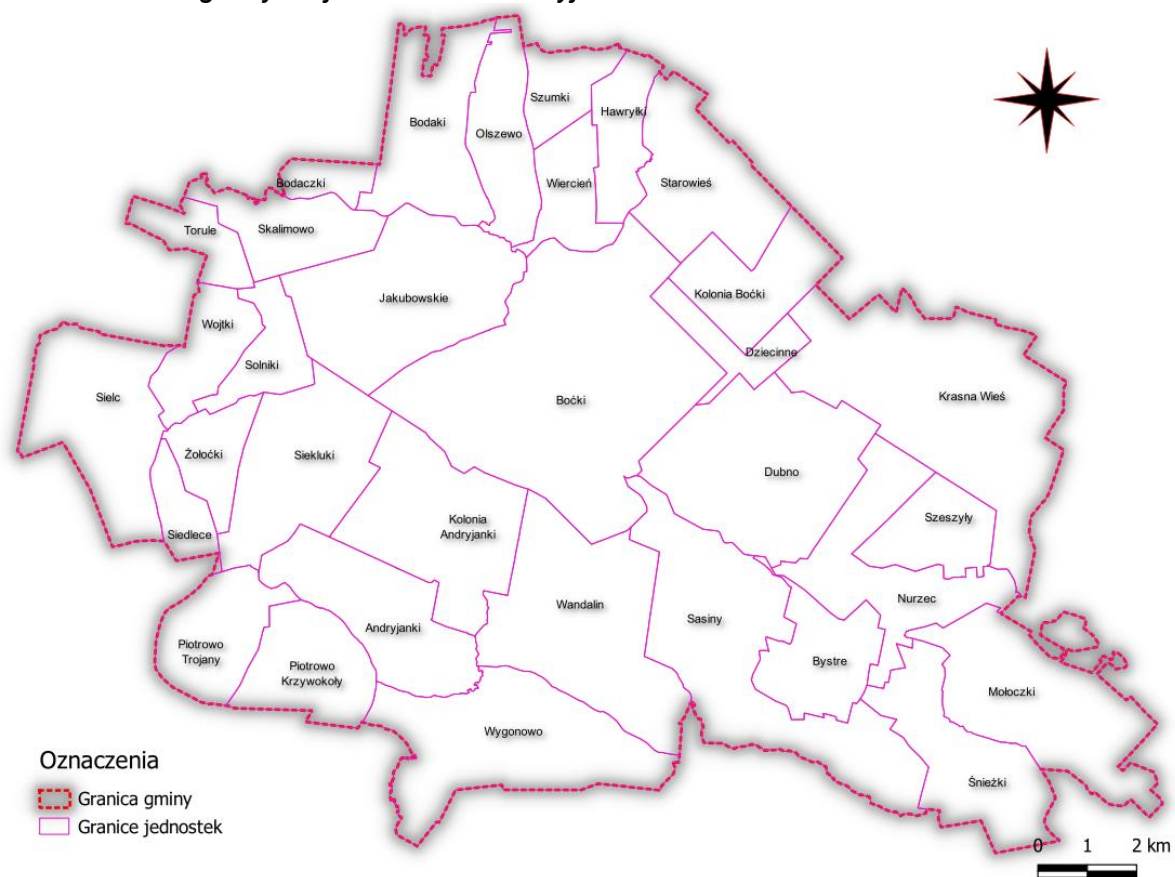 Szumki
Bodaki
Hawryłki
Olszewo
Bodaczki
Wiercień
Starowieś
Torule
Skalimowo
Jakubowskie
Kolonia Boćki
Wojtki
Dziecinne
Solniki
Sielc
Boćki
Krasna Wieś
Żołoćki
Siekluki
Dubno
Kolonia
Andryjanki
Szeszyły
Siedlece
Wandalin
Nurzec
Sasiny
Andryjanki
Piotrowo
Trojany
Bystre
Piotrowo
Krzywokoły
Mołoczki
Wygonowo
Śnieżki
Oznaczenia
Granica gminy
Granice jednostek
0 1 2 km